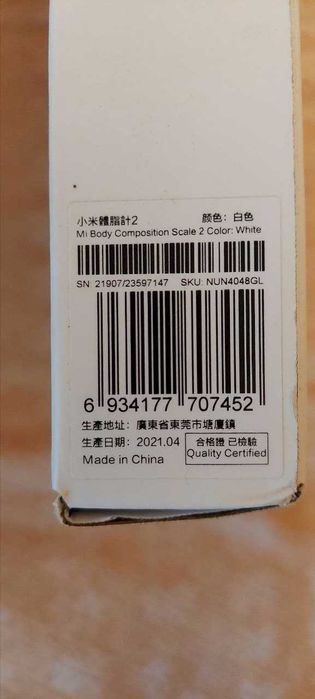 小米體脂計2 颜色: 白色
Mi Body Composition Scale 2 Color: White
SN: 21907/23597147 SKU: NUN4048GL
6 934177 707452
生產地址: 廣東省東莞市塘廈鎮
生產日期: 2021.04
合格證 已檢驗
Made in China
Quality Certified